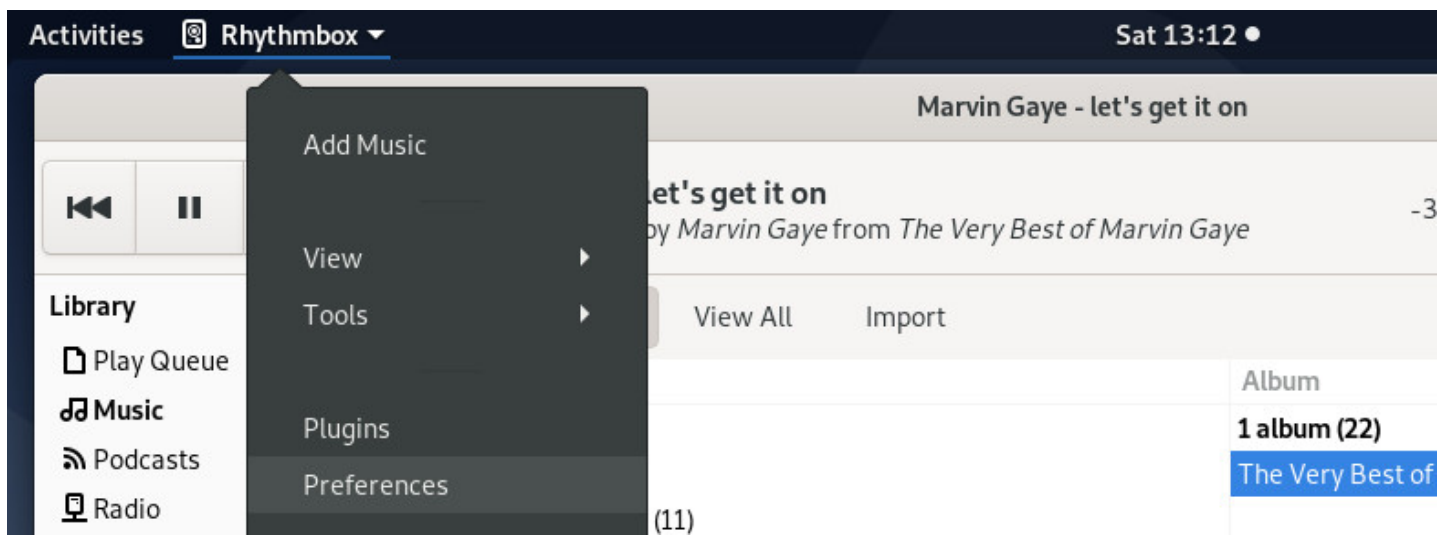 Activities Rhythmbox Sat 13:12
Marvin Gaye - let's get it on
Add Music
let's get it on
by Marvin Gaye from The Very Best of Marvin Gaye
-3
View
Library
Tools
View All Import
Play Queue
Album
Music
Plugins
1 album (22)
Podcasts
The Very Best of
Preferences
Radio
(11)